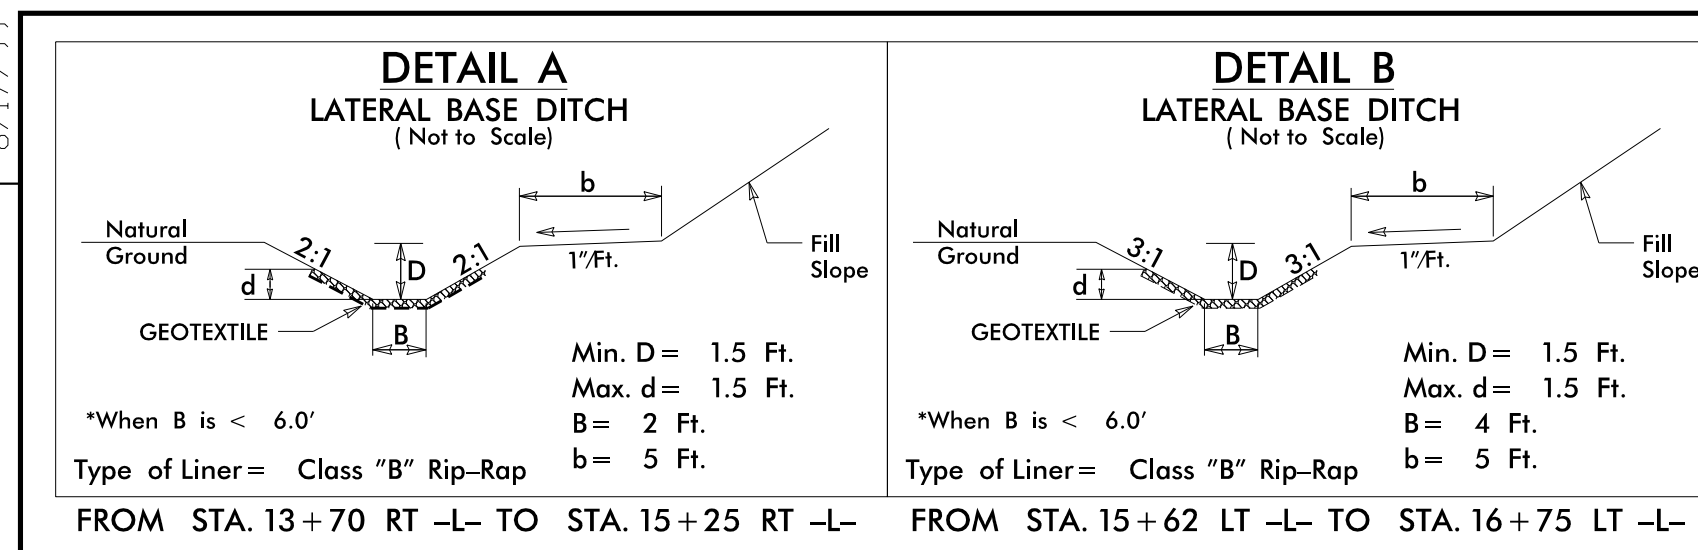 DETAIL A
LATERAL BASE DITCH
( Not to Scale)
b
Natural
Ground
2:1
D
2:1
1"/Ft.
Fill
Slope
d
GEOTEXTILE
B
Min. D = 1.5 Ft.
Max. d = 1.5 Ft.
*When B is < 6.0'
B = 2 Ft.
b = 5 Ft.
Type of Liner = Class "B" Rip-Rap
FROM STA. 13+70 RT -L- TO STA. 15+25 RT -L-
DETAIL B
LATERAL BASE DITCH
( Not to Scale)
b
Natural
Ground
3:1
D
3:1
1"/Ft.
Fill
Slope
d
GEOTEXTILE
B
Min. D = 1.5 Ft.
Max. d = 1.5 Ft.
*When B is < 6.0'
B = 4 Ft.
b = 5 Ft.
Type of Liner = Class "B" Rip-Rap
FROM STA. 15+62 LT -L- TO STA. 16+75 LT -L-